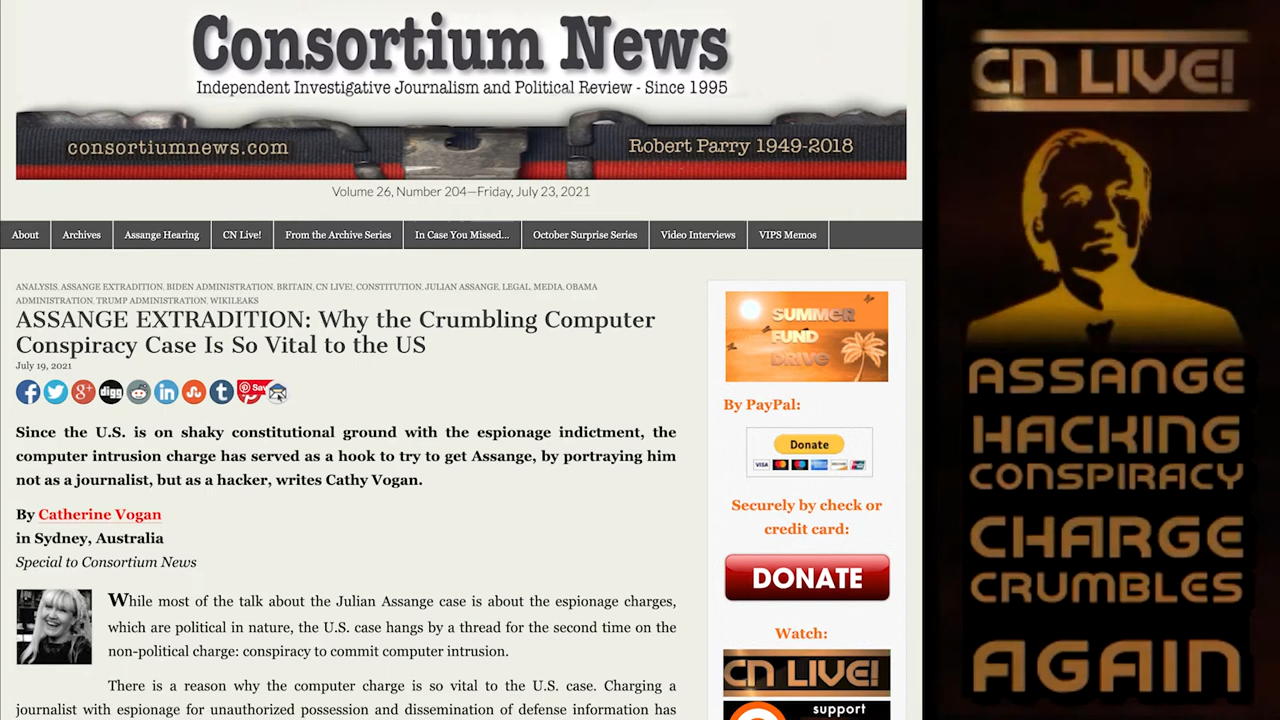 Consortium News
Independent Investigative Journalism and Political Review - Since 1995
consortiumnews.com
Robert Parry 1949-2018
Volume 26, Number 204—Friday, July 23, 2021
About
Archives
Assange Hearing
CN Live!
From the Archive Series
In Case You Missed...
October Surprise Series
Video Interviews
VIPS Memos
ANALYSIS, ASSANGE EXTRADITION, BIDEN ADMINISTRATION, BRITAIN, CN LIVE!, CONSTITUTION, JULIAN ASSANGE, LEGAL, MEDIA, OBAMA
ADMINISTRATION, TRUMP ADMINISTRATION, WIKILEAKS
ASSANGE EXTRADITION: Why the Crumbling Computer
Conspiracy Case Is So Vital to the US
July 19, 2021
digg
Save
Since the U.S. is on shaky constitutional ground with the espionage indictment, the
computer intrusion charge has served as a hook to try to get Assange, by portraying him
not as a journalist, but as a hacker, writes Cathy Vogan.
By Catherine Vogan
in Sydney, Australia
Special to Consortium News
While most of the talk about the Julian Assange case is about the espionage charges,
which are political in nature, the U.S. case hangs by a thread for the second time on the
non-political charge: conspiracy to commit computer intrusion.
There is a reason why the computer charge is so vital to the U.S. case. Charging a
journalist with espionage for unauthorized possession and dissemination of defense information has
SUMMER
FUND
DRIVE
By PayPal:
Donate
VISA
Securely by check or
credit card:
DONATE
Watch:
CN LIVE!
support
CN LIVE!
ASSANGE
HACKING
CONSPIRACY
CHARGE
CRUMBLES
AGAIN